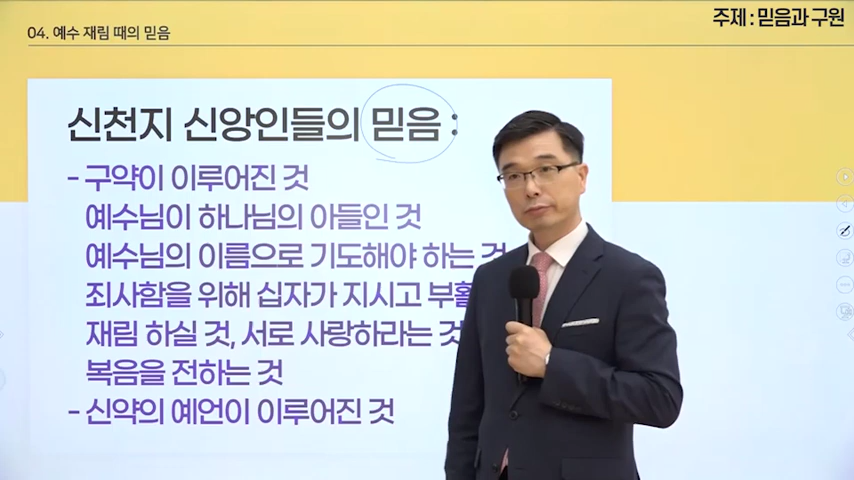 04. 예수 재림 때의 믿음
주제 : 믿음과 구원
신천지 신앙인들의 믿음 :
- 구약이 이루어진 것
예수님이 하나님의 아들인 것
예수님의 이름으로 기도해야 하는 것
죄사함을 위해 십자가 지시고
재림 하실 것, 서로 사랑하라는 것
복음을 전하는 것
- 신약의 예언이 이루어진 것